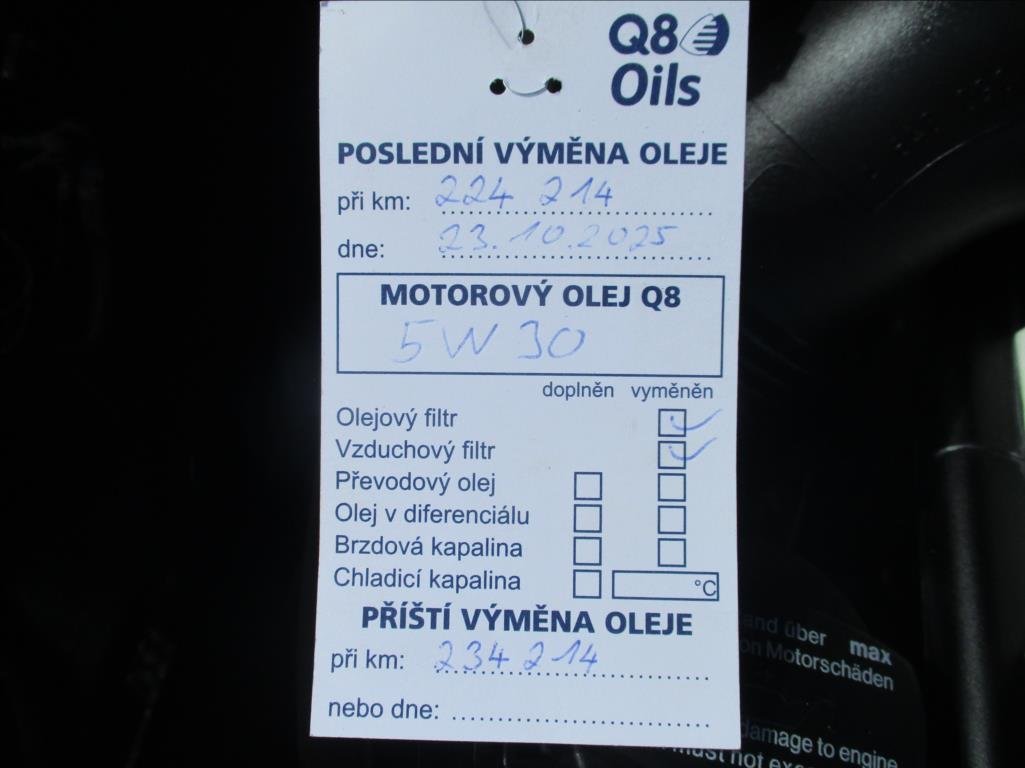 Q8
Oils
POSLEDNÍ VÝMĚNA OLEJE
při km: 224 214
dne: 23.10.2025
MOTOROVÝ OLEJ Q8
5W30
doplněn vyměněn
Olejový filtr
Vzduchový filtr
Převodový olej
Olej v diferenciálu
Brzdová kapalina
Chladicí kapalina °C
PŘÍŠTÍ VÝMĚNA OLEJE
při km: 234 214
nebo dne:
über max
Motorschäden
damage to engine
must not